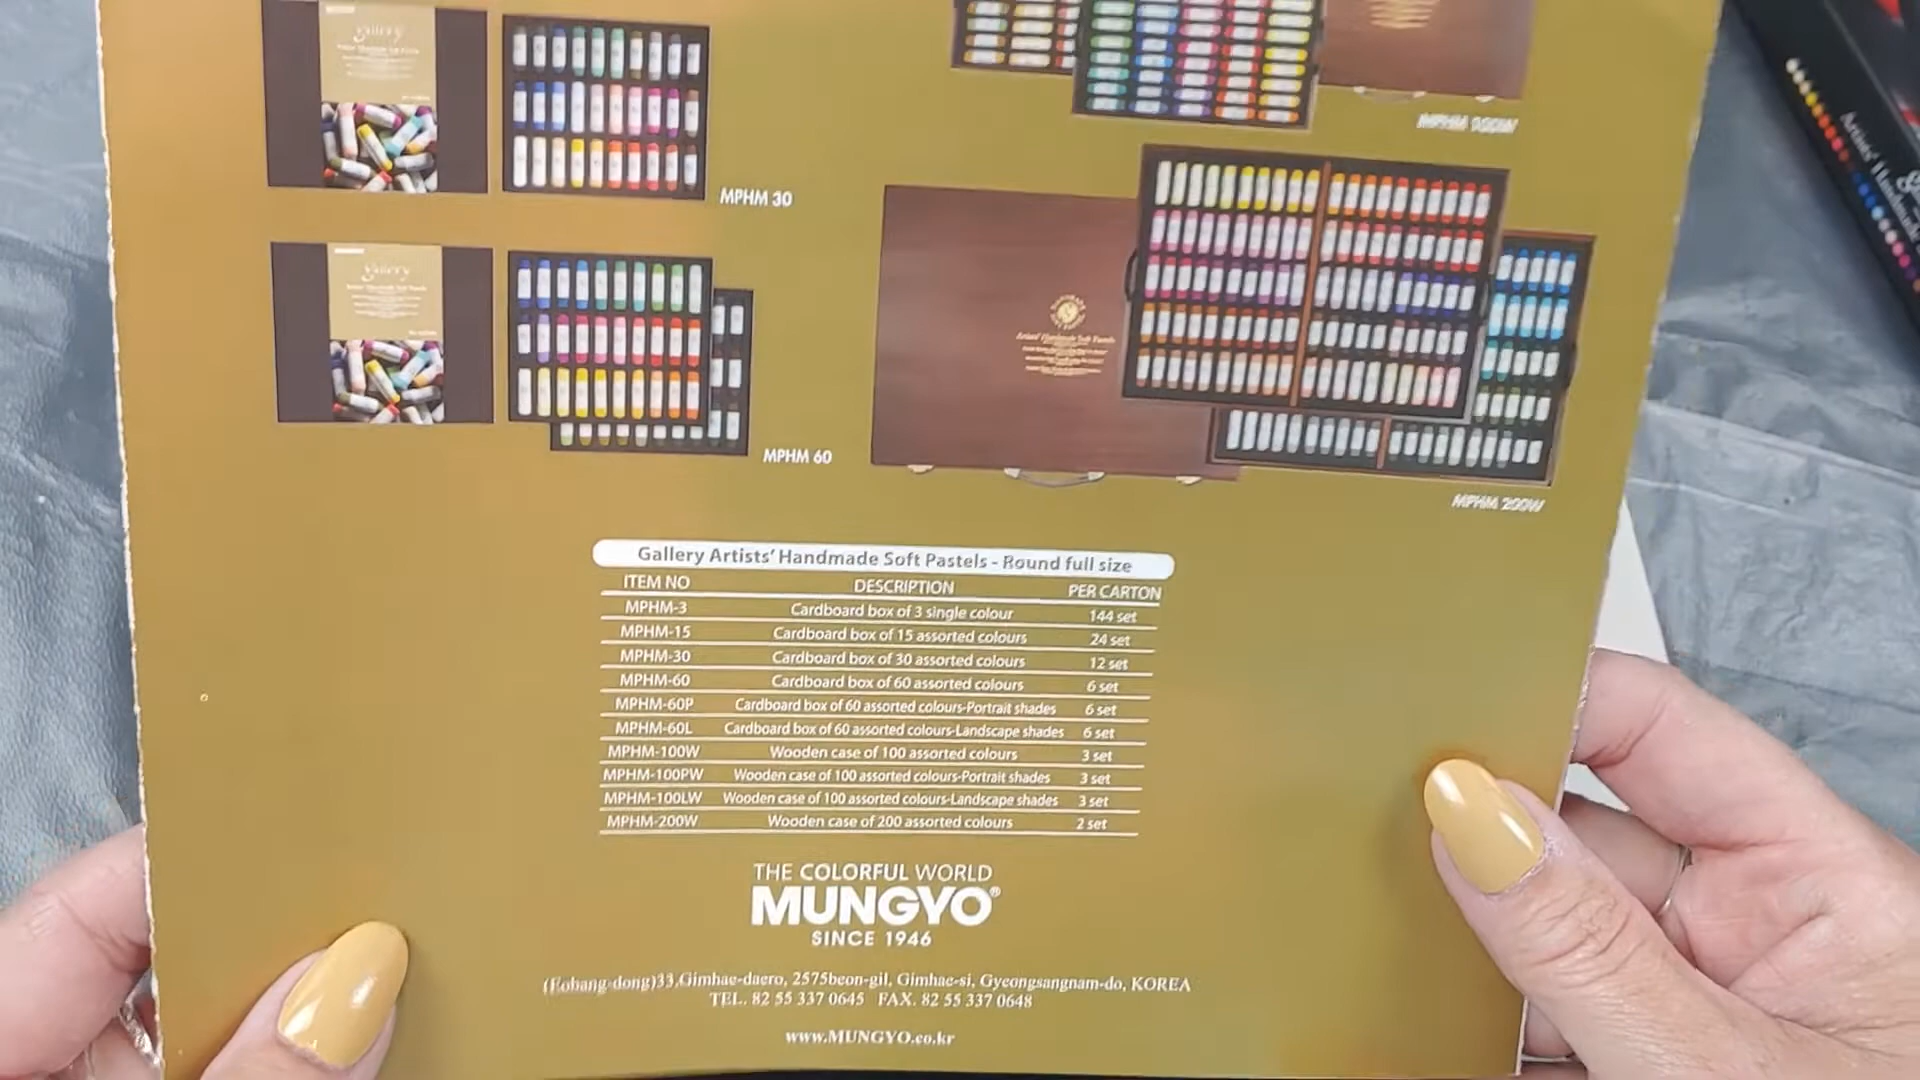 gallery
MPHM 30
MPHM 100W
gallery
MPHM 60
Artists' Handmade Soft Pastels
MPHM 200W
Gallery Artists' Handmade Soft Pastels - Round full size
ITEM NO DESCRIPTION PER CARTON
MPHM-3 Cardboard box of 3 single colour 144 set
MPHM-15 Cardboard box of 15 assorted colours 24 set
MPHM-30 Cardboard box of 30 assorted colours 12 set
MPHM-60 Cardboard box of 60 assorted colours 6 set
MPHM-60P Cardboard box of 60 assorted colours-Portrait shades 6 set
MPHM-60L Cardboard box of 60 assorted colours-Landscape shades 6 set
MPHM-100W Wooden case of 100 assorted colours 3 set
MPHM-100PW Wooden case of 100 assorted colours-Portrait shades 3 set
MPHM-100LW Wooden case of 100 assorted colours-Landscape shades 3 set
MPHM-200W Wooden case of 200 assorted colours 2 set
THE COLORFUL WORLD
MUNGYO®
SINCE 1946
33,Gimhae-daero, 2575beon-gil, Gimhae-si, Gyeongsangnam-do, KOREA
TEL. 82 55 337 0645 FAX. 82 55 337 0648
www.MUNGYO.co.kr
Artists' Handmade